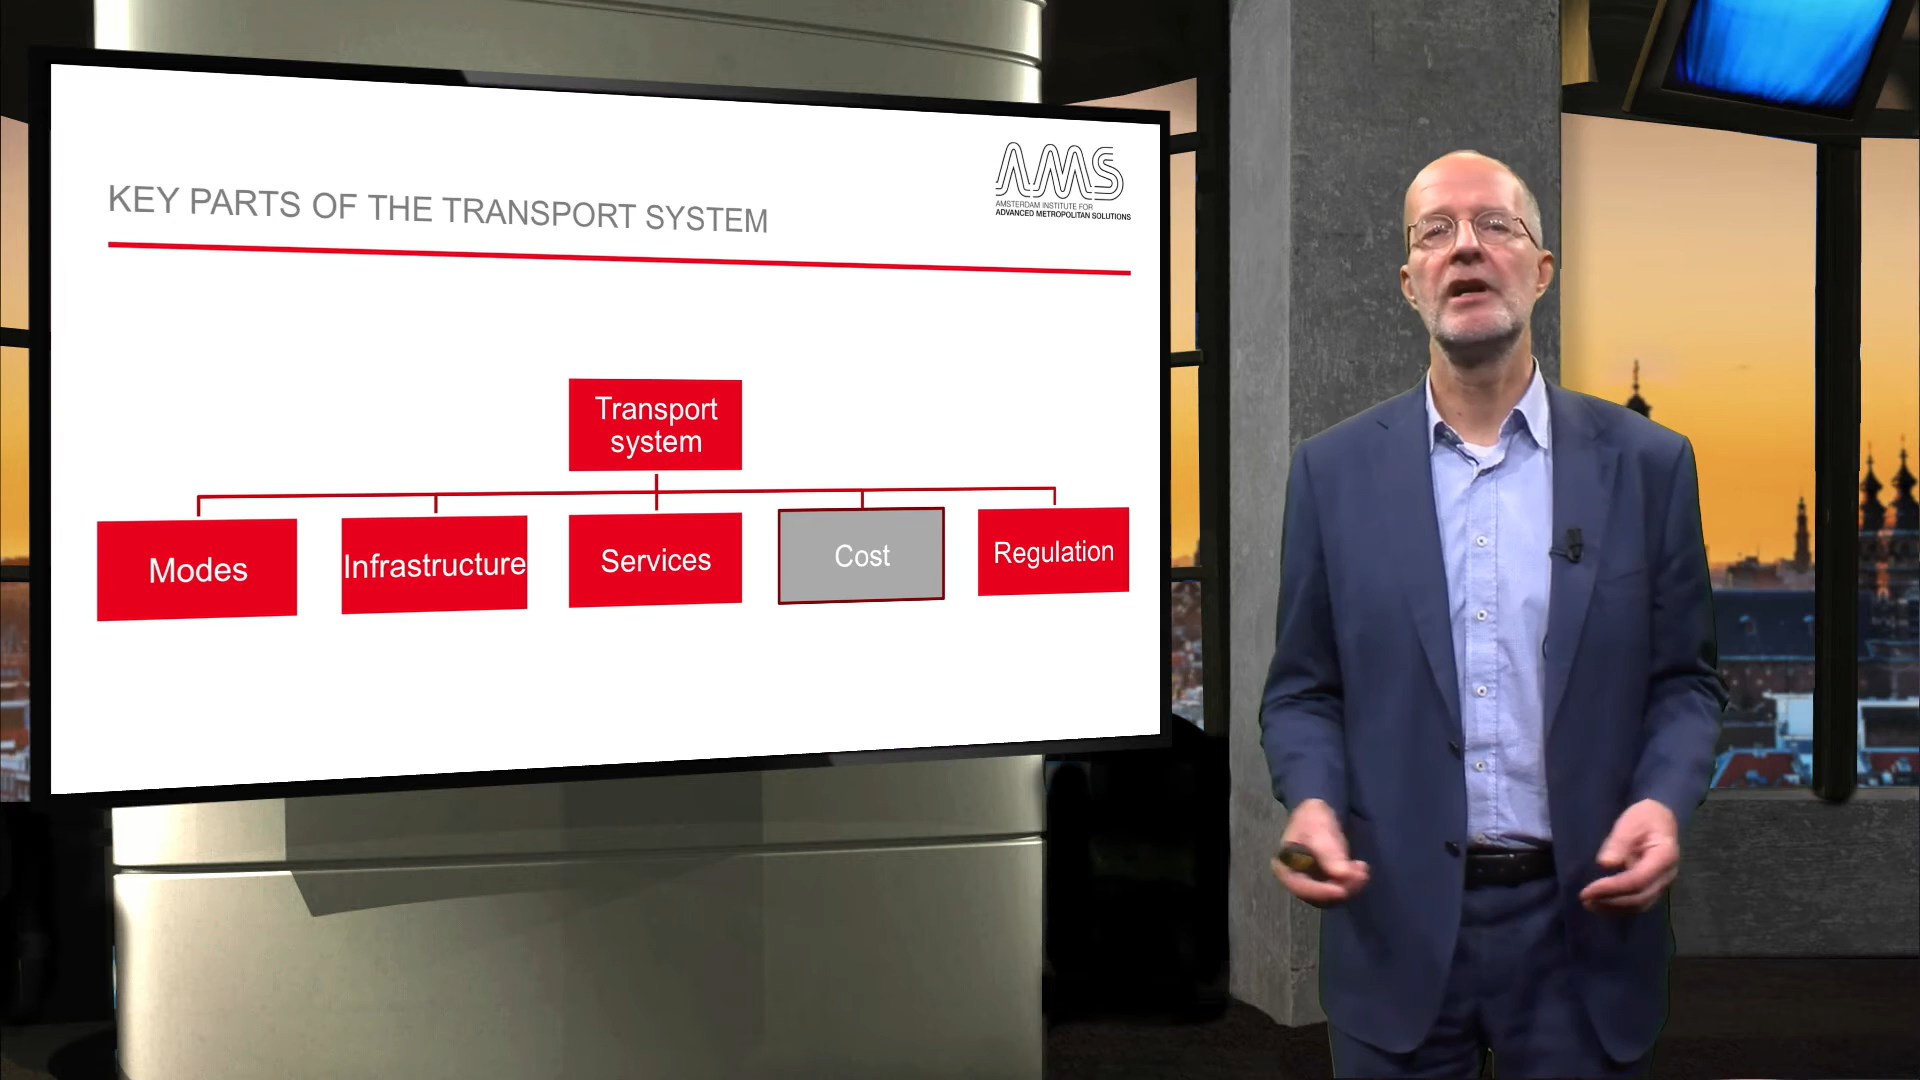 AMS
AMSTERDAM INSTITUTE FOR
ADVANCED METROPOLITAN SOLUTIONS
KEY PARTS OF THE TRANSPORT SYSTEM
Transport
system
Modes
Infrastructure
Services
Cost
Regulation